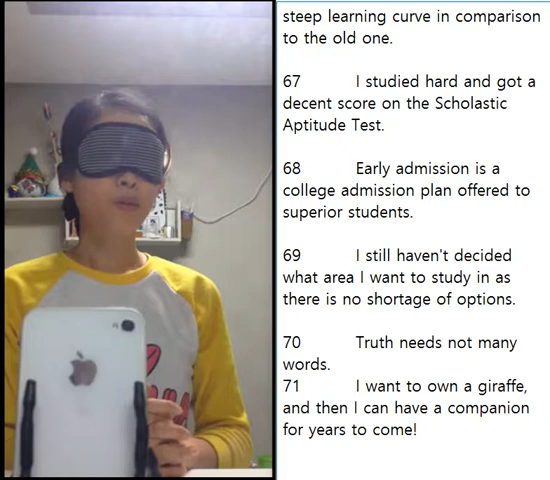 steep learning curve in comparison
to the old one.
67 I studied hard and got a
decent score on the Scholastic
Aptitude Test.
68 Early admission is a
college admission plan offered to
superior students.
69 I still haven't decided
what area I want to study in as
there is no shortage of options.
70 Truth needs not many
words.
71 I want to own a giraffe,
and then I can have a companion
for years to come!